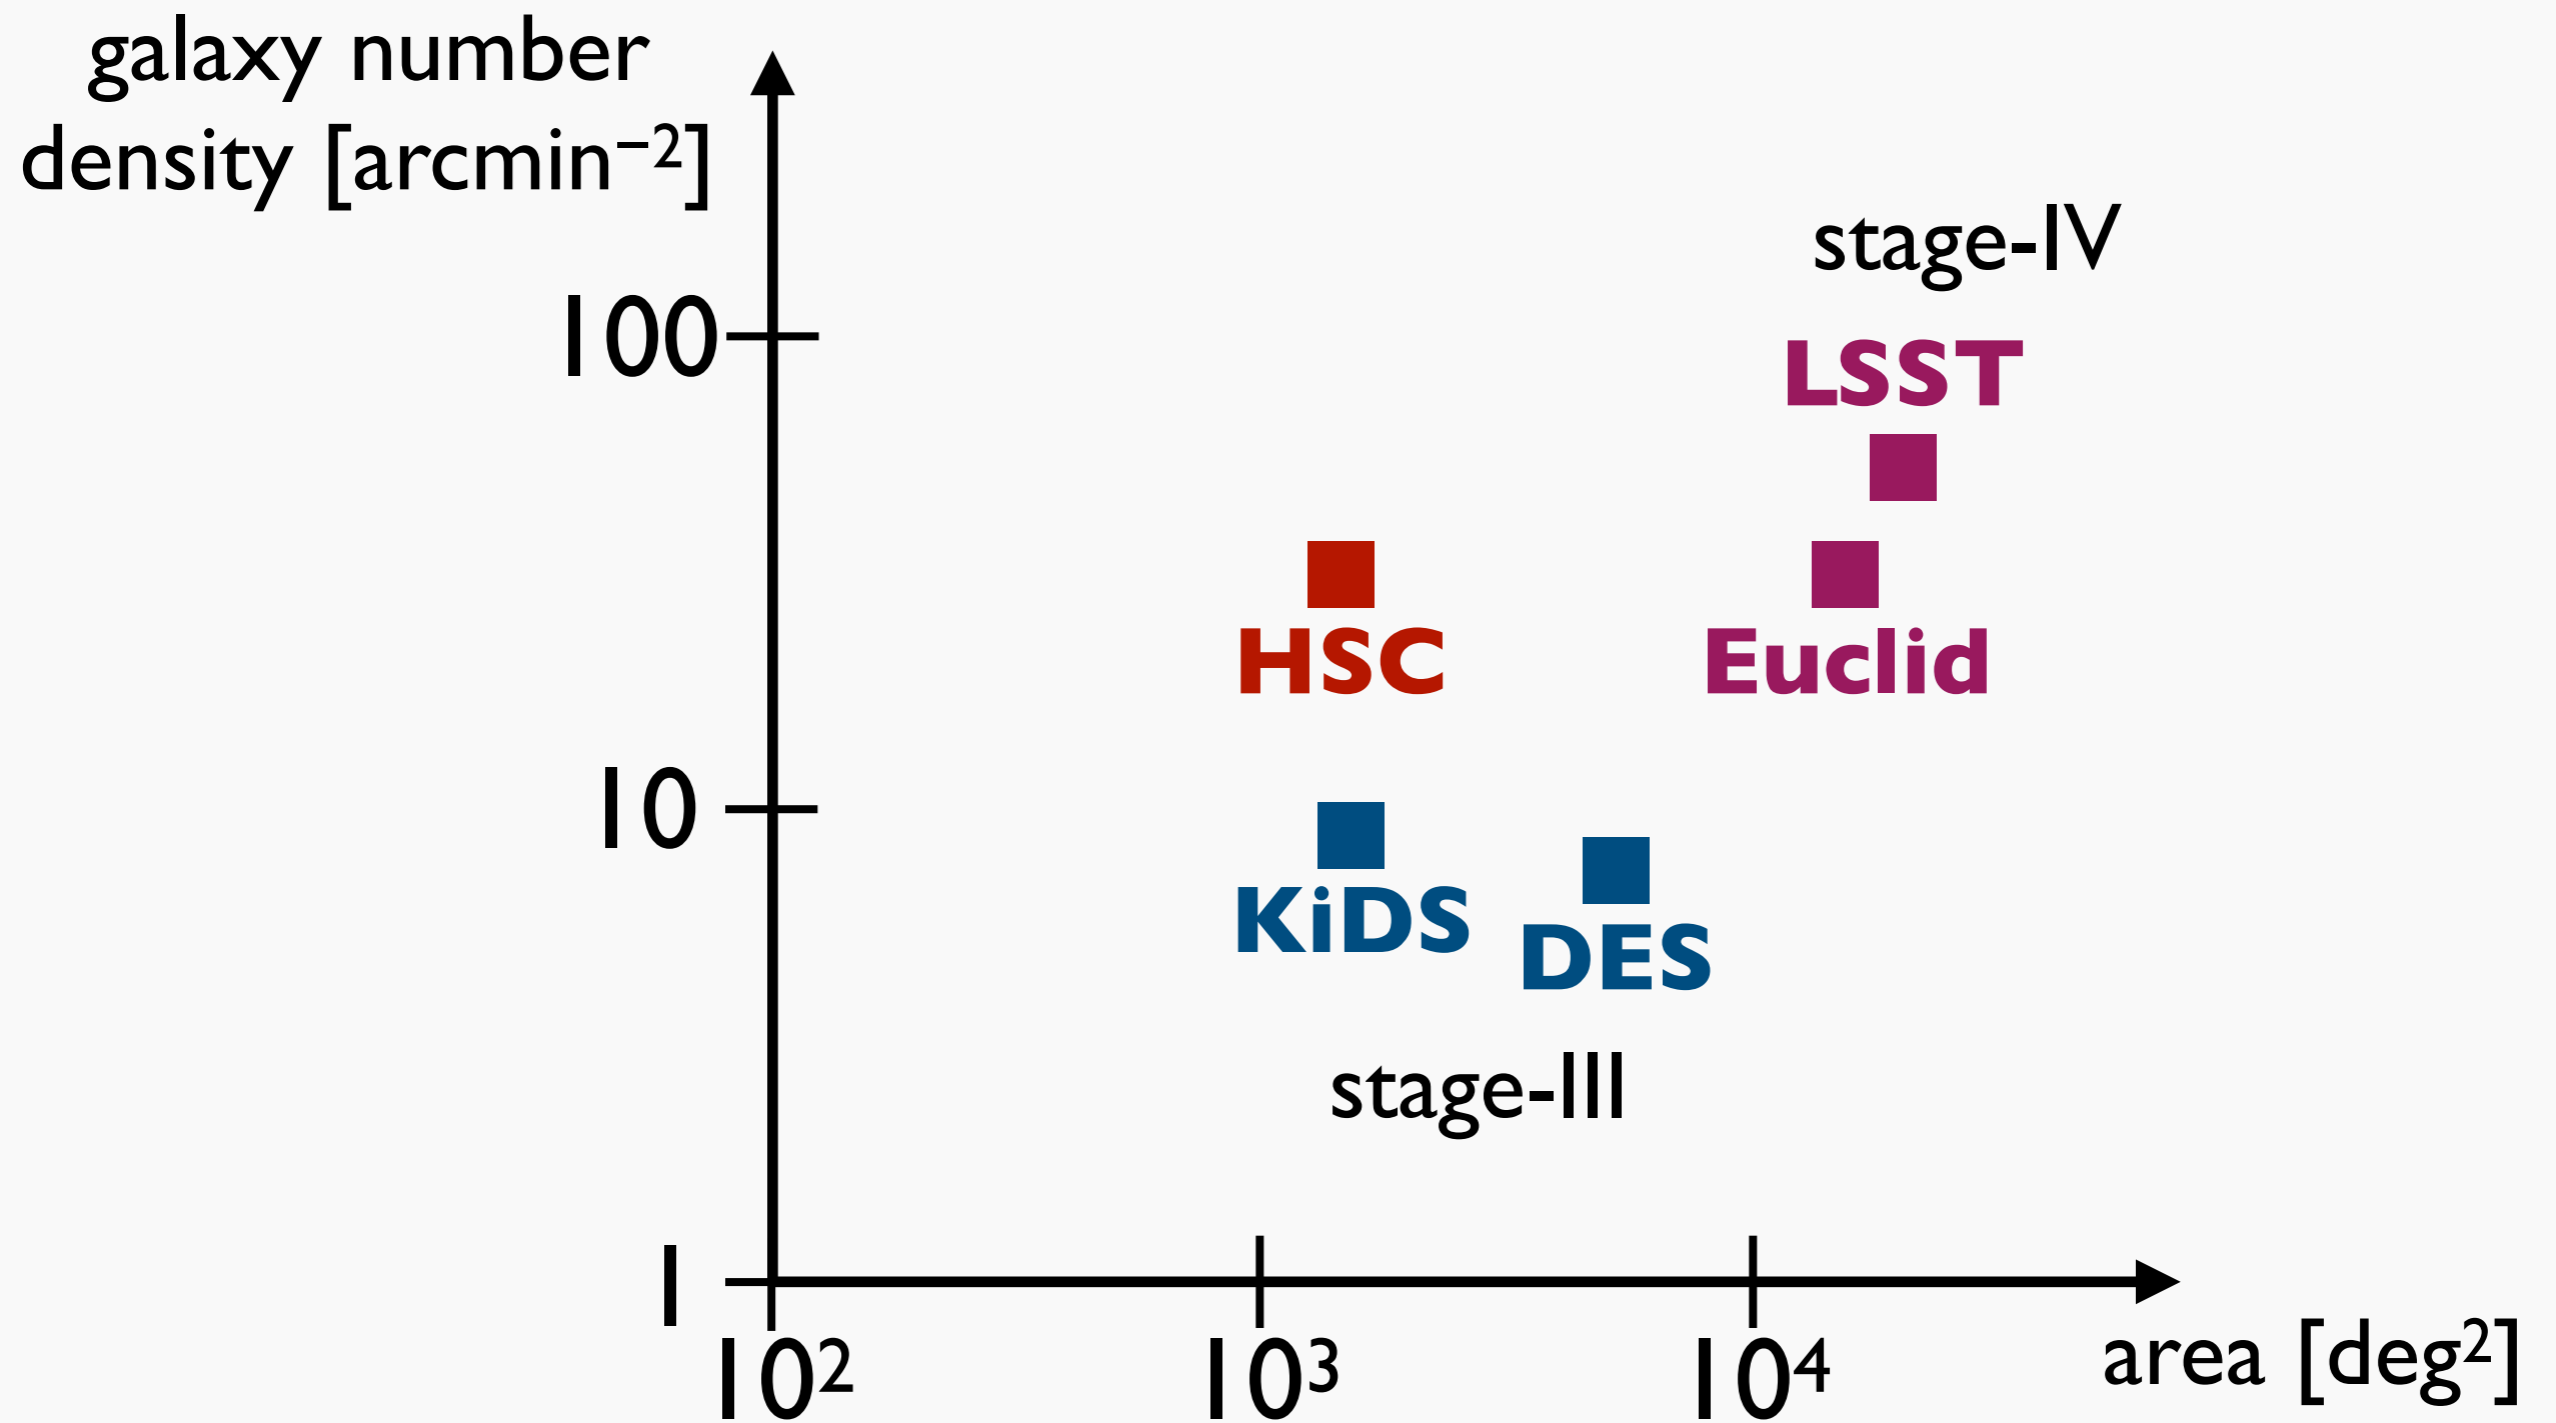 galaxy number
density [arcmin⁻²]
stage-IV
100
LSST
HSC
Euclid
10
KiDS
DES
stage-III
1
10²
10³
10⁴
area [deg²]